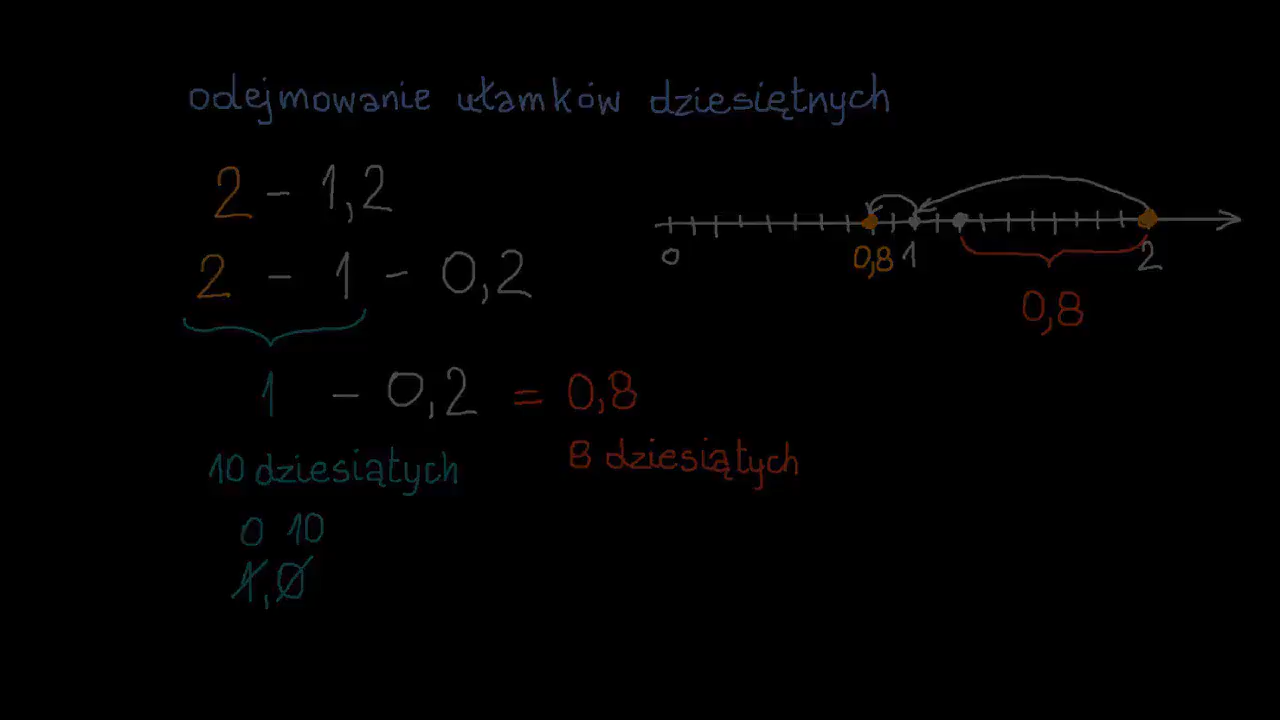 odejmowanie ułamków dziesiętnych
2 - 1,2
2 - 1 - 0,2
1 - 0,2 = 0,8
10 dziesiątych
8 dziesiątych
0 10
1,0
0 0,8 1 2
0,8